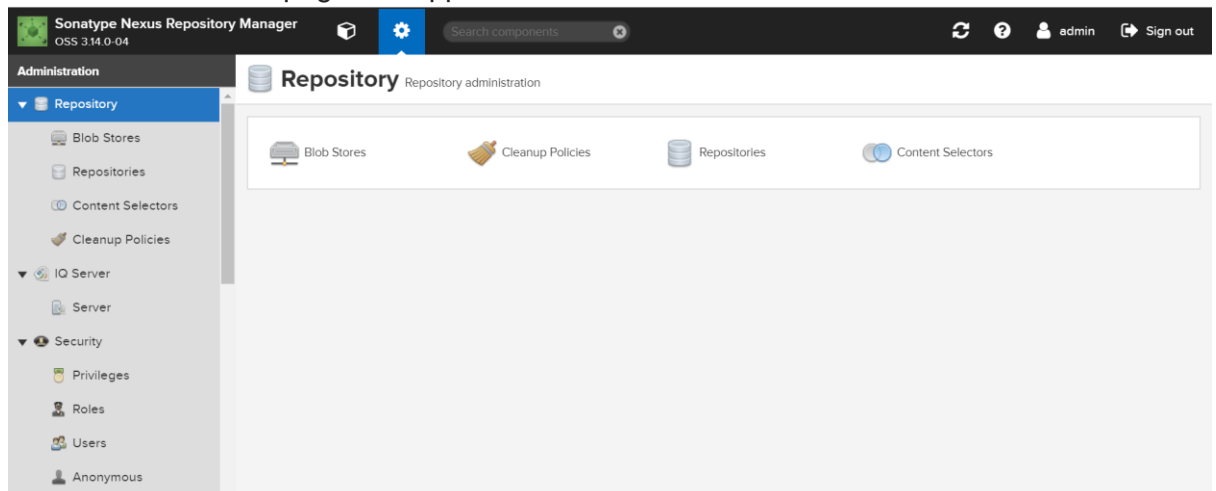 Sonatype Nexus Repository Manager
OSS 3.14.0-04
Search components
admin
Sign out
Administration
Repository Repository administration
Repository
Blob Stores
Repositories
Content Selectors
Cleanup Policies
IQ Server
Server
Security
Privileges
Roles
Users
Anonymous
Blob Stores
Cleanup Policies
Repositories
Content Selectors